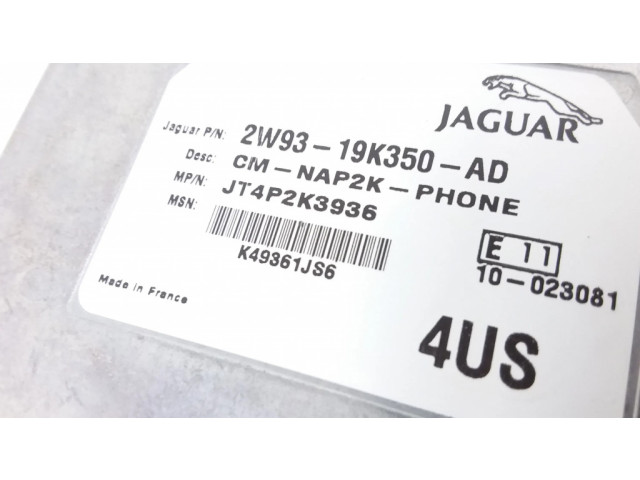 JAGUAR
Jaguar P/N: 2W93-19K350-AD
Desc: CM-NAP2K-PHONE
MP/N: JT4P2K3936
MSN:
K49361JS6
E 11
10-023081
Made in France
4US